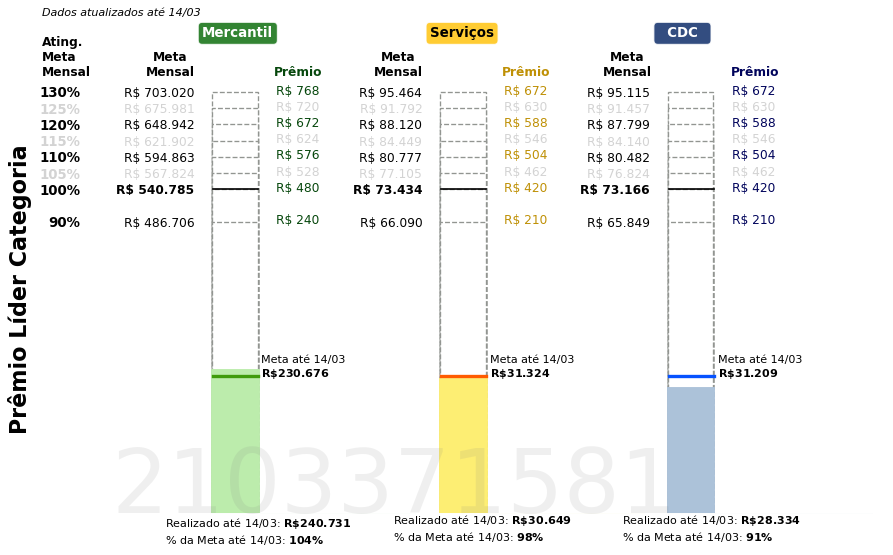 Dados atualizados até 14/03
Mercantil Serviços CDC
Ating.
Meta Meta Meta Meta
Mensal Mensal Prêmio Mensal Prêmio Mensal Prêmio
130% R$ 703.020 R$ 768 R$ 95.464 R$ 672 R$ 95.115 R$ 672
125% R$ 675.981 R$ 720 R$ 91.792 R$ 630 R$ 91.457 R$ 630
120% R$ 648.942 R$ 672 R$ 88.120 R$ 588 R$ 87.799 R$ 588
115% R$ 621.902 R$ 624 R$ 84.449 R$ 546 R$ 84.140 R$ 546
110% R$ 594.863 R$ 576 R$ 80.777 R$ 504 R$ 80.482 R$ 504
105% R$ 567.824 R$ 528 R$ 77.105 R$ 462 R$ 76.824 R$ 462
100% R$ 540.785 R$ 480 R$ 73.434 R$ 420 R$ 73.166 R$ 420
90% R$ 486.706 R$ 240 R$ 66.090 R$ 210 R$ 65.849 R$ 210
Prêmio Líder Categoria
Meta até 14/03 Meta até 14/03 Meta até 14/03
R$230.676 R$31.324 R$31.209
2103371581
Realizado até 14/03: R$240.731 Realizado até 14/03: R$30.649 Realizado até 14/03: R$28.334
% da Meta até 14/03: 104% % da Meta até 14/03: 98% % da Meta até 14/03: 91%